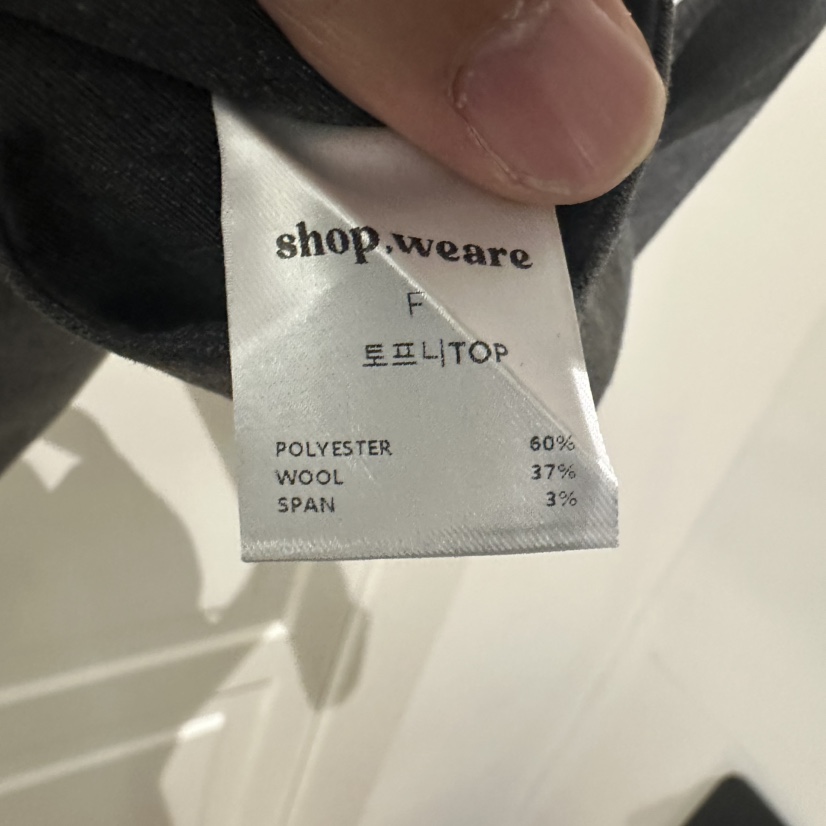 shop.weare
F
토프니TOP
POLYESTER 60%
WOOL 37%
SPAN 3%